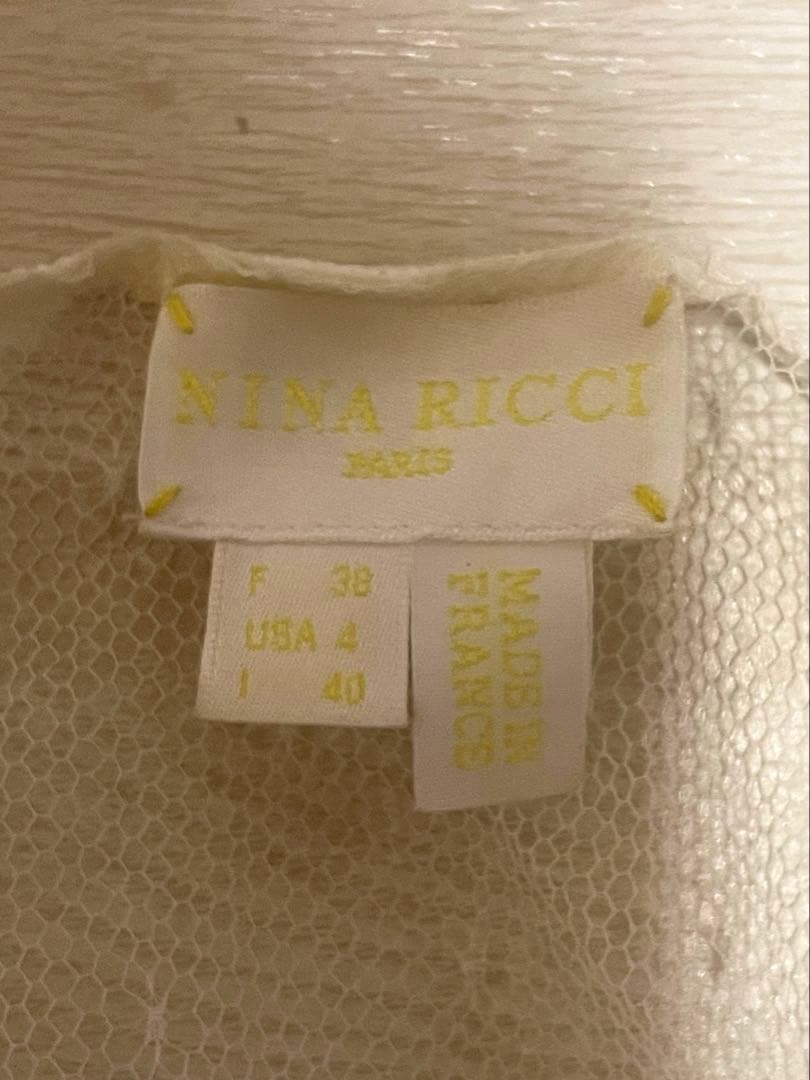 NINA RICCI
PARIS
F 38
USA 4
I 40
MADE IN
FRANCE